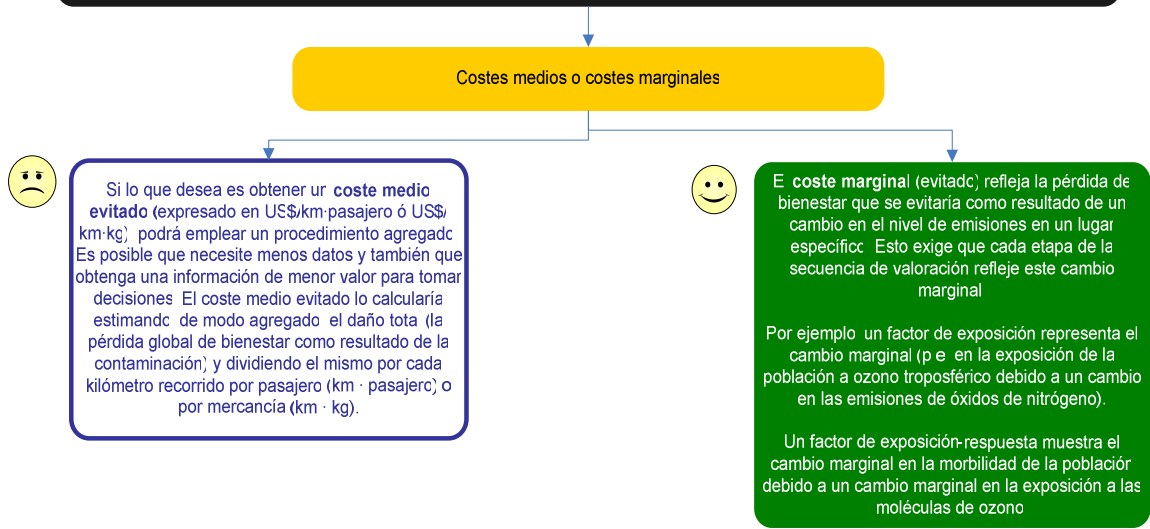 Costes medios o costes marginales
Si lo que desea es obtener un coste medio
evitado (expresado en US$/km·pasajero ó US$/
km·kg) podrá emplear un procedimiento agregado
Es posible que necesite menos datos y también que
obtenga una información de menor valor para tomar
decisiones El coste medio evitado lo calcularía
estimando de modo agregado el daño total (la
pérdida global de bienestar como resultado de la
contaminación) y dividiendo el mismo por cada
kilómetro recorrido por pasajero (km · pasajero) o
por mercancía (km · kg).
El coste marginal (evitado) refleja la pérdida de
bienestar que se evitaría como resultado de un
cambio en el nivel de emisiones en un lugar
específico Esto exige que cada etapa de la
secuencia de valoración refleje este cambio
marginal
Por ejemplo un factor de exposición representa el
cambio marginal (p e en la exposición de la
población a ozono troposférico debido a un cambio
en las emisiones de óxidos de nitrógeno).
Un factor de exposición-respuesta muestra el
cambio marginal en la morbilidad de la población
debido a un cambio marginal en la exposición a las
moléculas de ozono